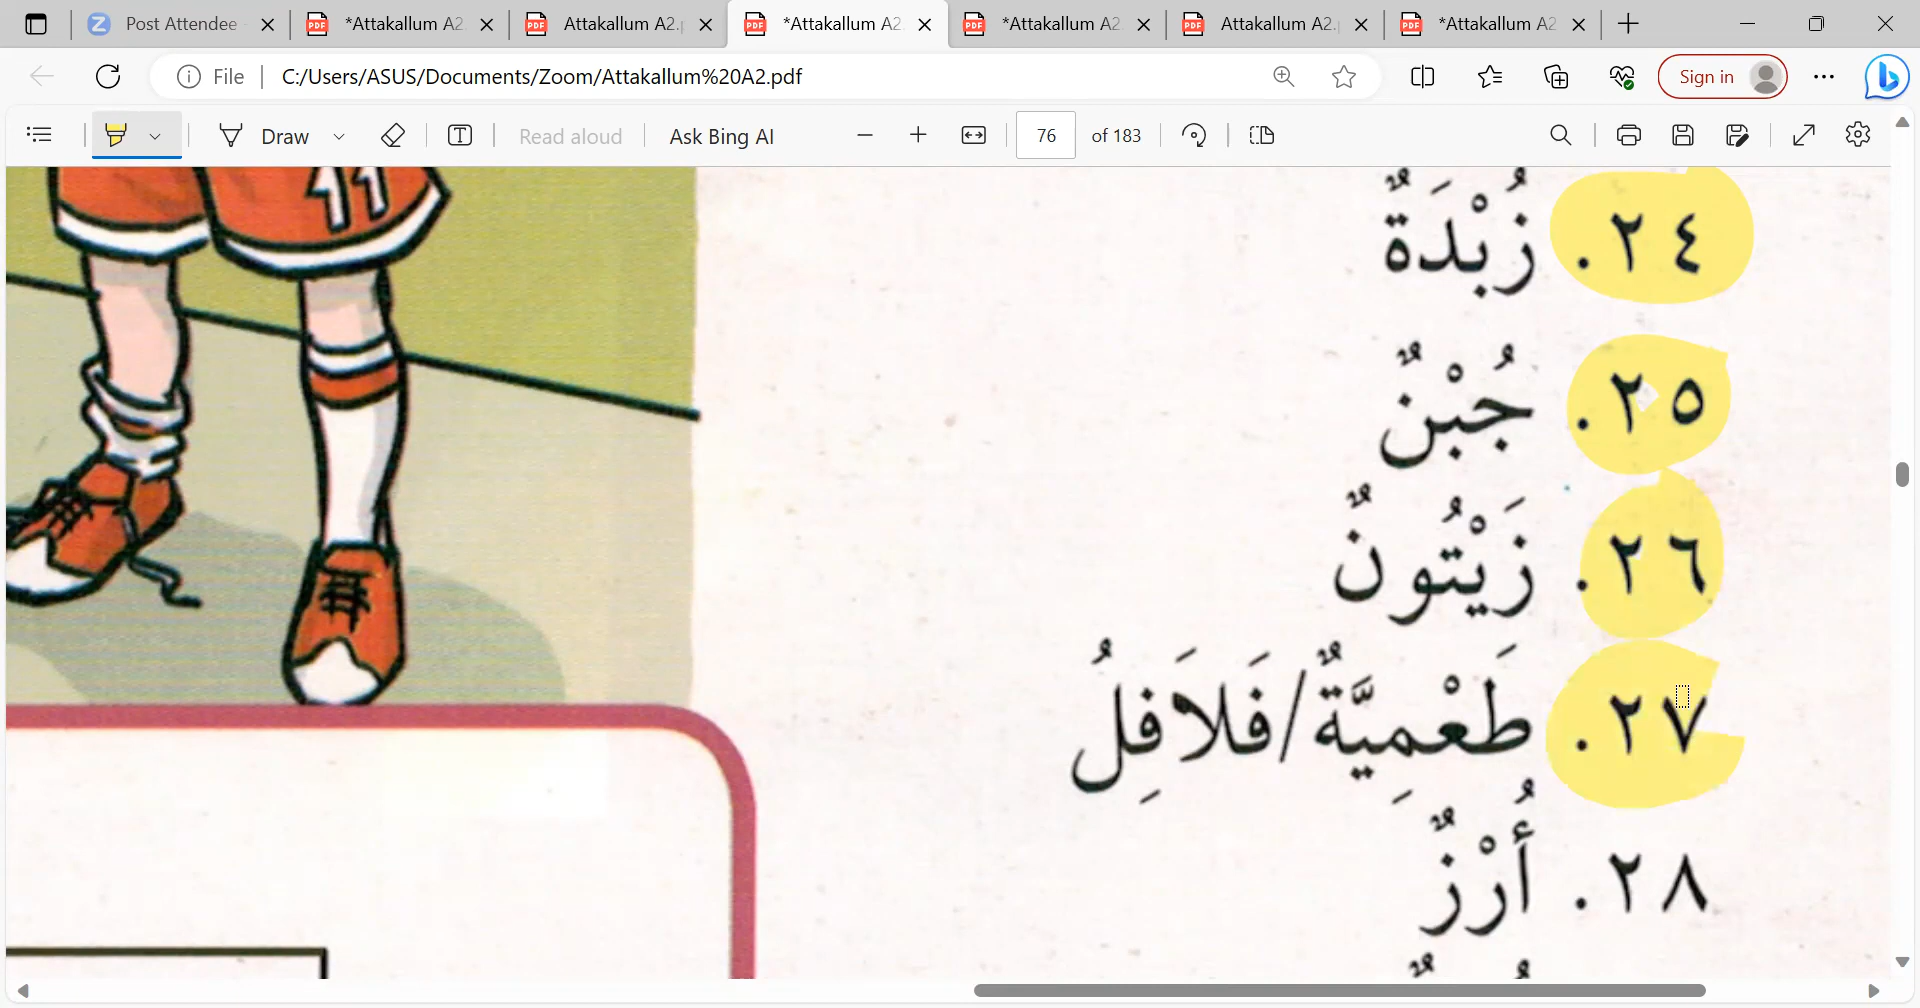 Post Attendee *Attakallum A2. Attakallum A2. *Attakallum A2. *Attakallum A2 Attakallum A2. *Attakallum A2
File C:/Users/ASUS/Documents/Zoom/Attakallum%20A2.pdf Sign in
Draw Read aloud Ask Bing AI 76 of 183
11
٢٤. زُبْدَةٌ
٢٥. جُبْنٌ
٢٦. زَيْتُونٌ
٢٧. طَعْمِيَّةٌ/فَلَافِلُ
٢٨. أُرْزٌ